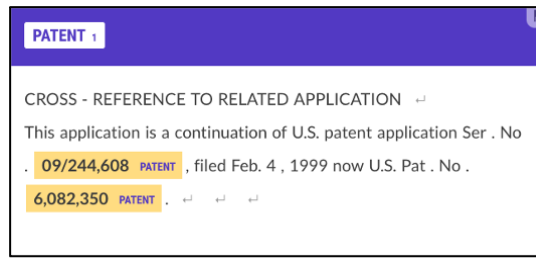 PATENT 1
CROSS - REFERENCE TO RELATED APPLICATION ↵
This application is a continuation of U.S. patent application Ser . No
. 09/244,608 PATENT , filed Feb. 4 , 1999 now U.S. Pat . No .
6,082,350 PATENT . ↵ ↵ ↵